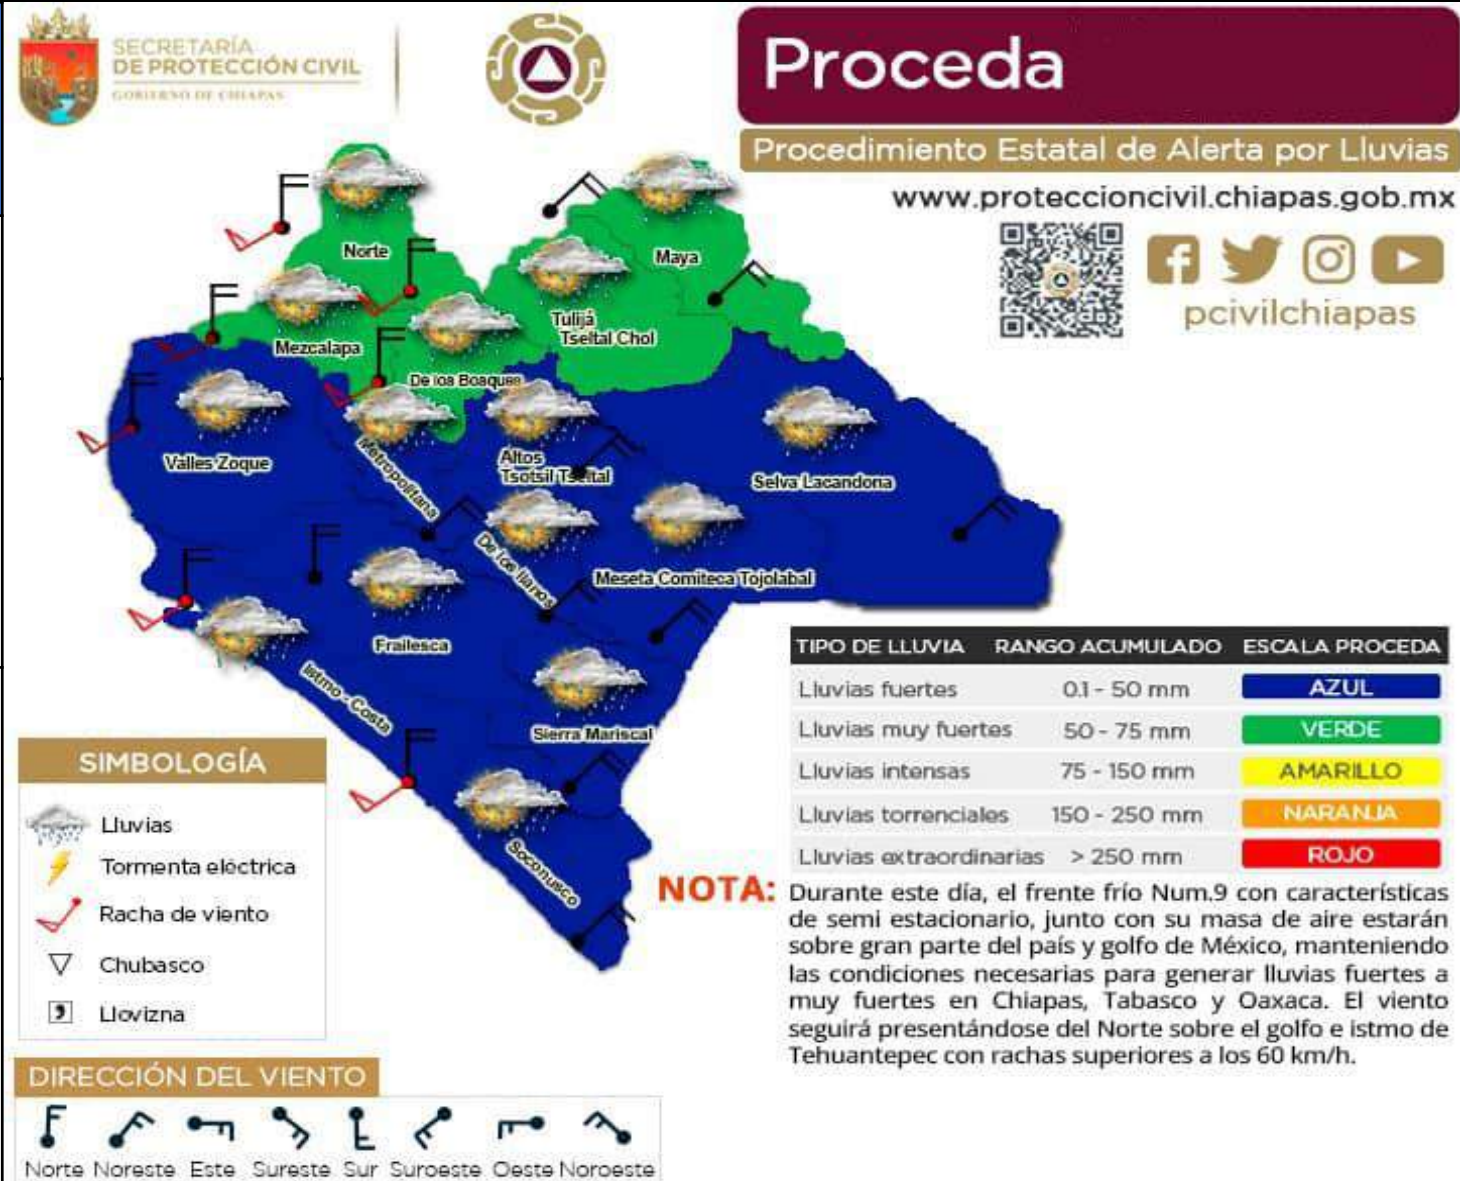 SECRETARÍA
DE PROTECCIÓN CIVIL
GOBIERNO DE CHIAPAS
Proceda
Procedimiento Estatal de Alerta por Lluvias
www.proteccioncivil.chiapas.gob.mx
pcivilchiapas
Norte
Maya
Tulijá
Tseltal Chol
Mezcalapa
De los Bosques
Valles Zoque
Metropolitana
Altos
Tsotsil Tseltal
Selva Lacandona
De los llanos
Meseta Comiteca Tojolabal
Frailesca
Istmo - Costa
Sierra Mariscal
Soconusco
TIPO DE LLUVIA RANGO ACUMULADO ESCALA PROCEDA
Lluvias fuertes 0.1 - 50 mm AZUL
Lluvias muy fuertes 50 - 75 mm VERDE
Lluvias intensas 75 - 150 mm AMARILLO
Lluvias torrenciales 150 - 250 mm NARANJA
Lluvias extraordinarias > 250 mm ROJO
NOTA: Durante este día, el frente frío Num.9 con características
de semi estacionario, junto con su masa de aire estarán
sobre gran parte del país y golfo de México, manteniendo
las condiciones necesarias para generar lluvias fuertes a
muy fuertes en Chiapas, Tabasco y Oaxaca. El viento
seguirá presentándose del Norte sobre el golfo e istmo de
Tehuantepec con rachas superiores a los 60 km/h.
SIMBOLOGÍA
Lluvias
Tormenta eléctrica
Racha de viento
Chubasco
Llovizna
DIRECCIÓN DEL VIENTO
Norte Noreste Este Sureste Sur Suroeste Oeste Noroeste